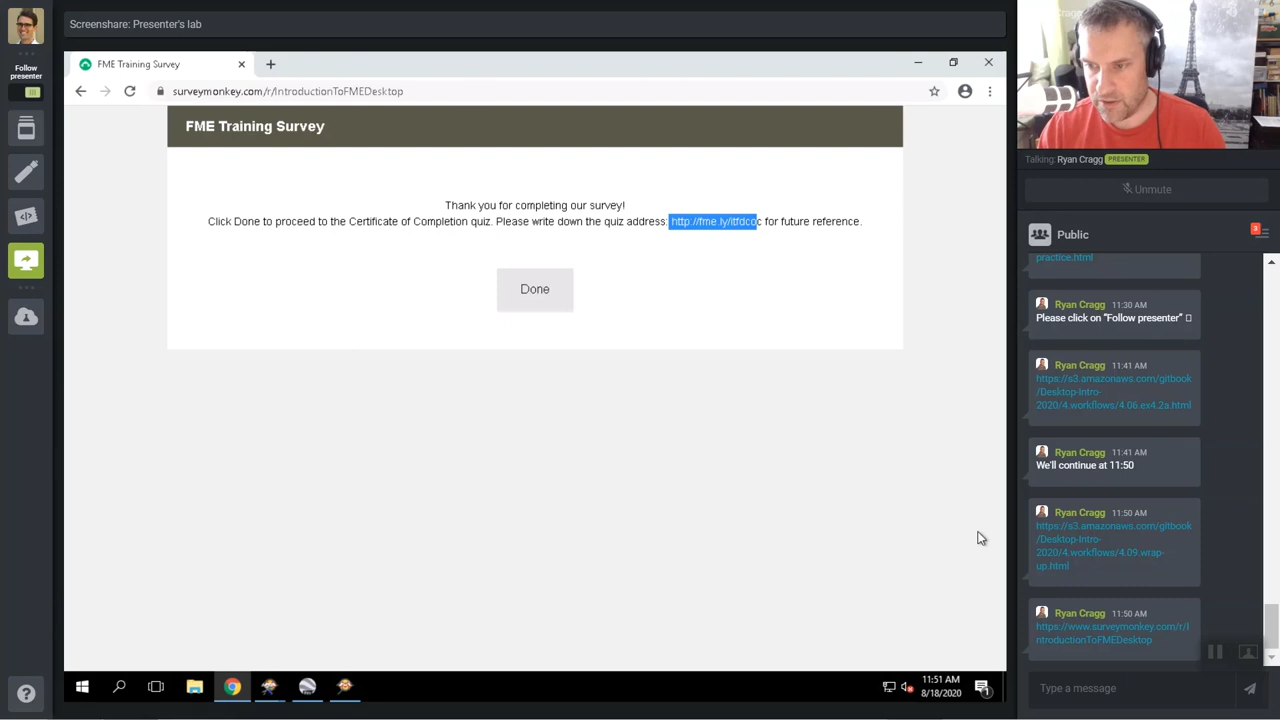 Screenshare: Presenter's lab
Follow
presenter
FME Training Survey
surveymonkey.com/r/IntroductionToFMEDesktop
FME Training Survey
Thank you for completing our survey!
Click Done to proceed to the Certificate of Completion quiz. Please write down the quiz address: http://fme.ly/itfdcoc for future reference.
Done
11:51 AM
8/18/2020
1
Talking: Ryan Cragg PRESENTER
Unmute
Public
3
practice.html
Ryan Cragg 11:30 AM
Please click on "Follow presenter"
Ryan Cragg 11:41 AM
https://s3.amazonaws.com/gitbook
/Desktop-Intro-
2020/4.workflows/4.06.ex4.2a.html
Ryan Cragg 11:41 AM
We'll continue at 11:50
Ryan Cragg 11:50 AM
https://s3.amazonaws.com/gitbook
/Desktop-Intro-
2020/4.workflows/4.09.wrap-
up.html
Ryan Cragg 11:50 AM
https://www.surveymonkey.com/r/I
ntroductionToFMEDesktop
Type a message